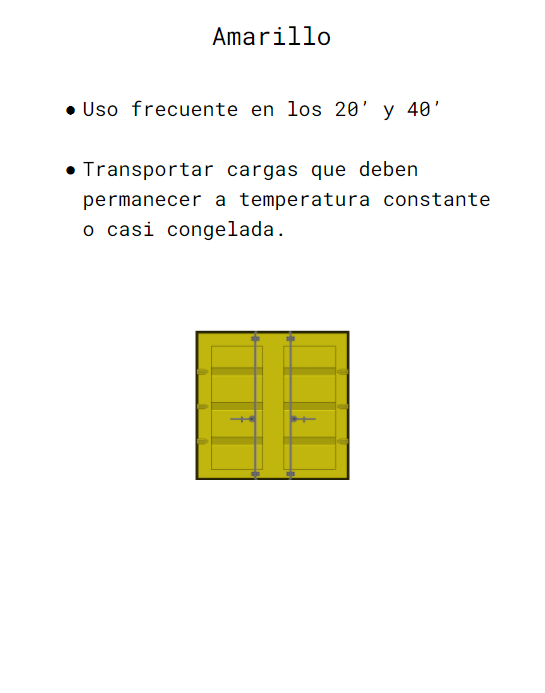 Amarillo
● Uso frecuente en los 20’ y 40’
● Transportar cargas que deben
permanecer a temperatura constante
o casi congelada.